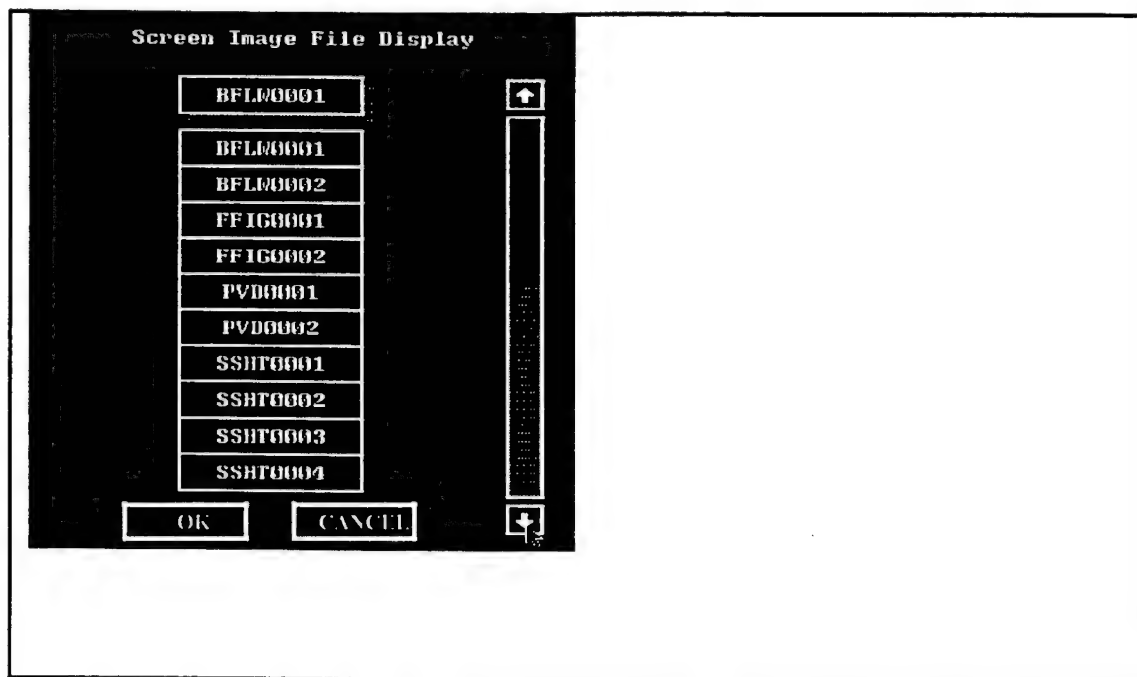 Screen Image File Display
BFLW0001
BFLW0001
BFLW0002
FFIG0001
FFIG0002
PVD0001
PVD0002
SSHT0001
SSHT0002
SSHT0003
SSHT0004
OK CANCEL